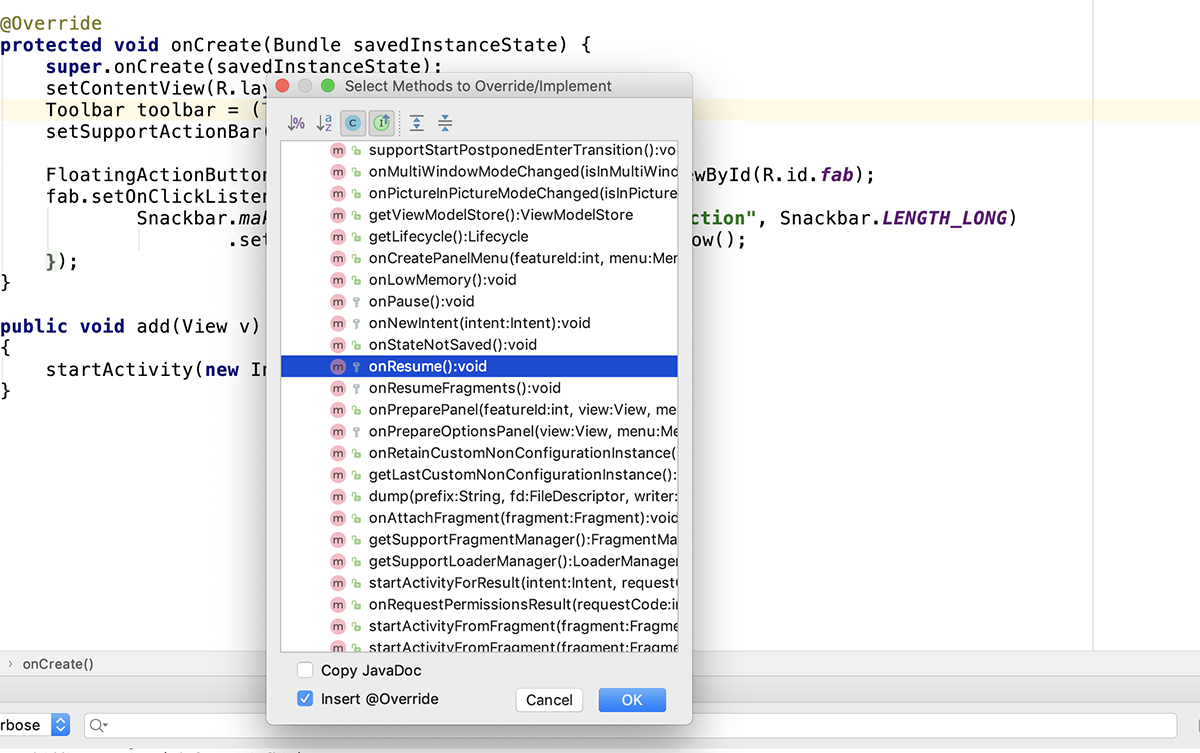 @Override
protected void onCreate(Bundle savedInstanceState) {
super.onCreate(savedInstanceState);
setContentView(R.lay
Toolbar toolbar = (
setSupportActionBar(
FloatingActionButton ewById(R.id.fab);
fab.setOnClickListen
Snackbar.mak ction", Snackbar.LENGTH_LONG)
.set ow();
});
}
public void add(View v)
{
startActivity(new In
}
Select Methods to Override/Implement
supportStartPostponedEnterTransition():vo
onMultiWindowModeChanged(isInMultiWind
onPictureInPictureModeChanged(isInPicture
getViewModelStore():ViewModelStore
getLifecycle():Lifecycle
onCreatePanelMenu(featureId:int, menu:Mer
onLowMemory():void
onPause():void
onNewIntent(intent:Intent):void
onStateNotSaved():void
onResume():void
onResumeFragments():void
onPreparePanel(featureId:int, view:View, me
onPrepareOptionsPanel(view:View, menu:Me
onRetainCustomNonConfigurationInstance(
getLastCustomNonConfigurationInstance():
dump(prefix:String, fd:FileDescriptor, writer:
onAttachFragment(fragment:Fragment):void
getSupportFragmentManager():FragmentMa
getSupportLoaderManager():LoaderManager
startActivityForResult(intent:Intent, request
onRequestPermissionsResult(requestCode:i
startActivityFromFragment(fragment:Fragme
startActivityFromFragment(fragment:Fragme
Copy JavaDoc
Insert @Override
Cancel
OK
onCreate()
rbose